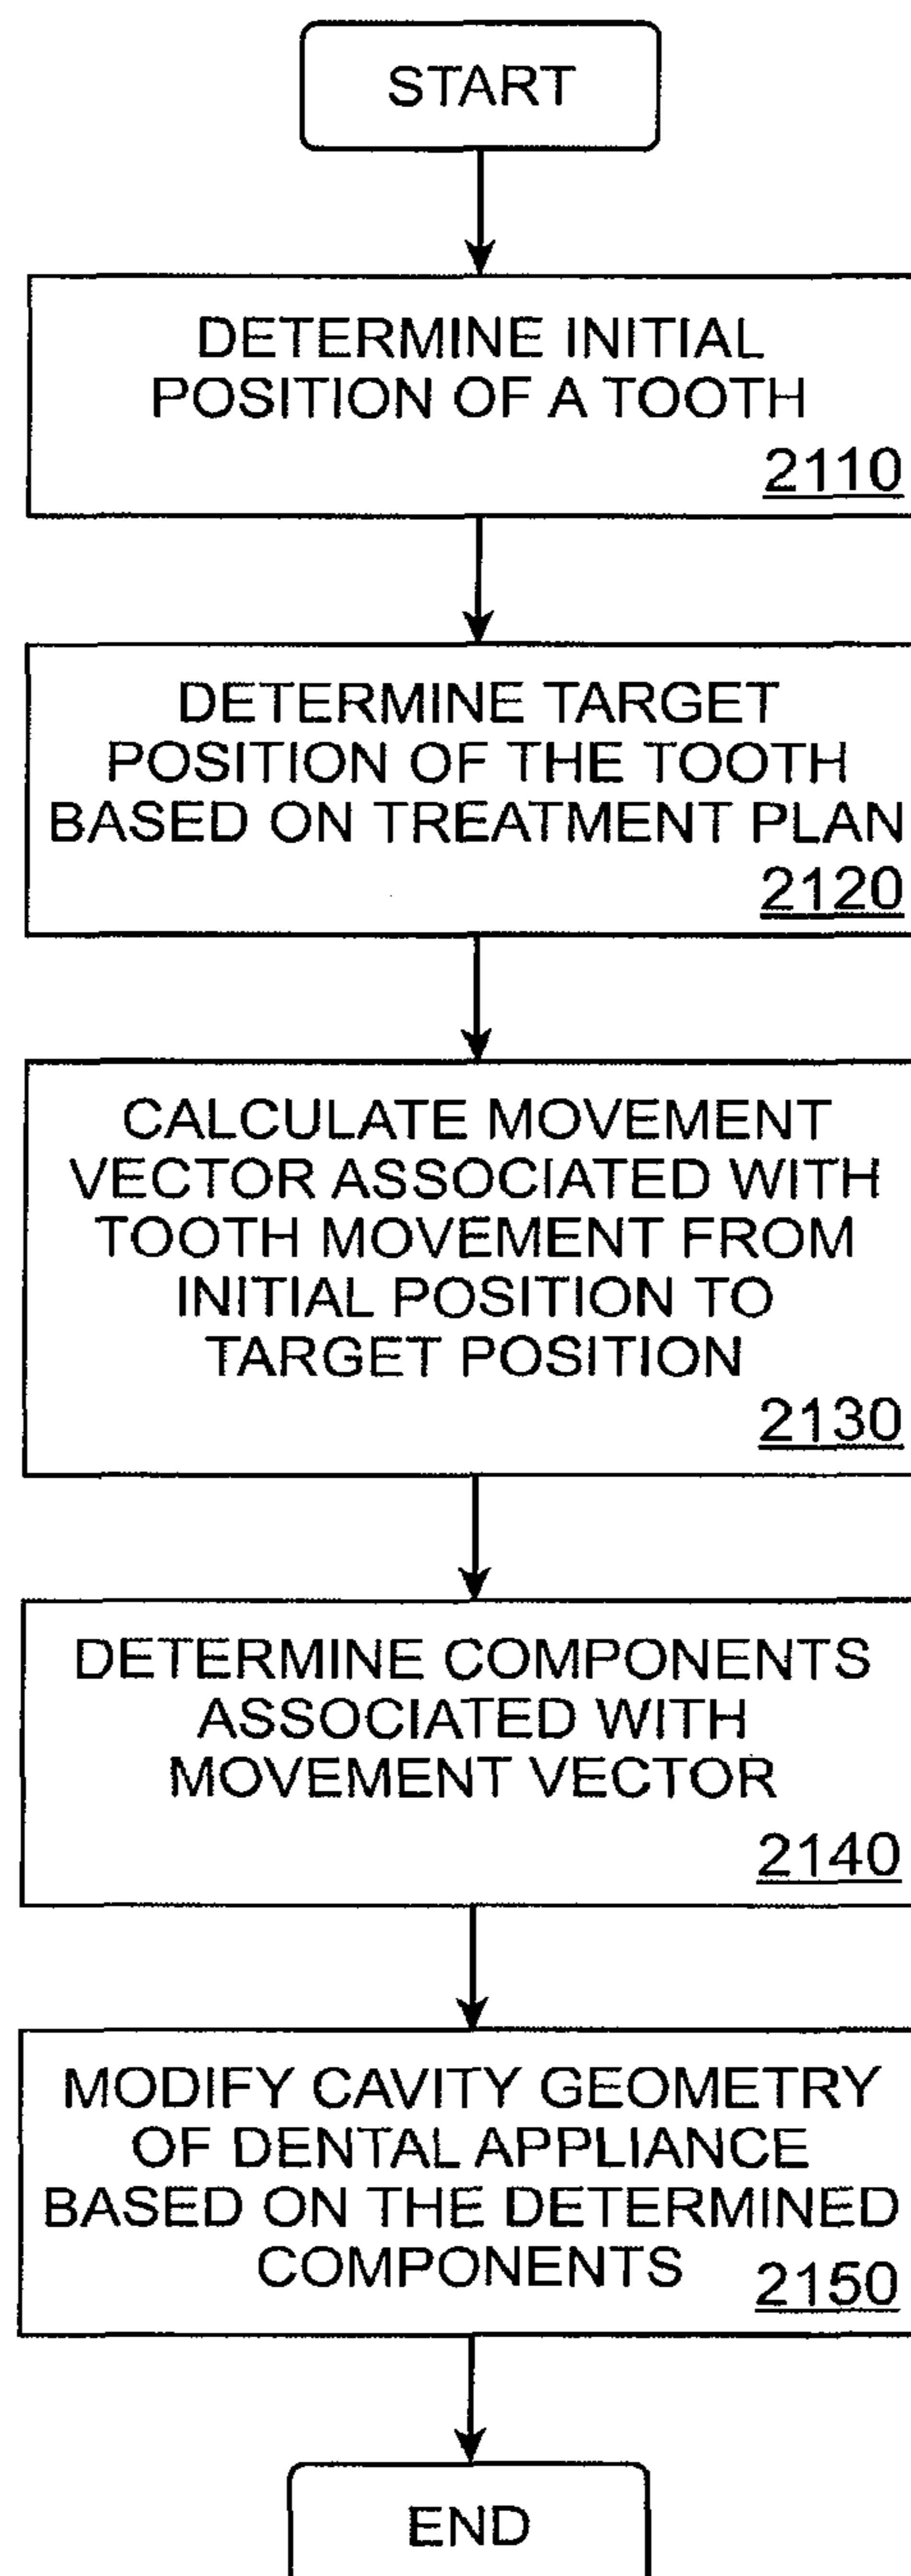 START
DETERMINE INITIAL
POSITION OF A TOOTH
2110
DETERMINE TARGET
POSITION OF THE TOOTH
BASED ON TREATMENT PLAN
2120
CALCULATE MOVEMENT
VECTOR ASSOCIATED WITH
TOOTH MOVEMENT FROM
INITIAL POSITION TO
TARGET POSITION
2130
DETERMINE COMPONENTS
ASSOCIATED WITH
MOVEMENT VECTOR
2140
MODIFY CAVITY GEOMETRY
OF DENTAL APPLIANCE
BASED ON THE DETERMINED
COMPONENTS
2150
END